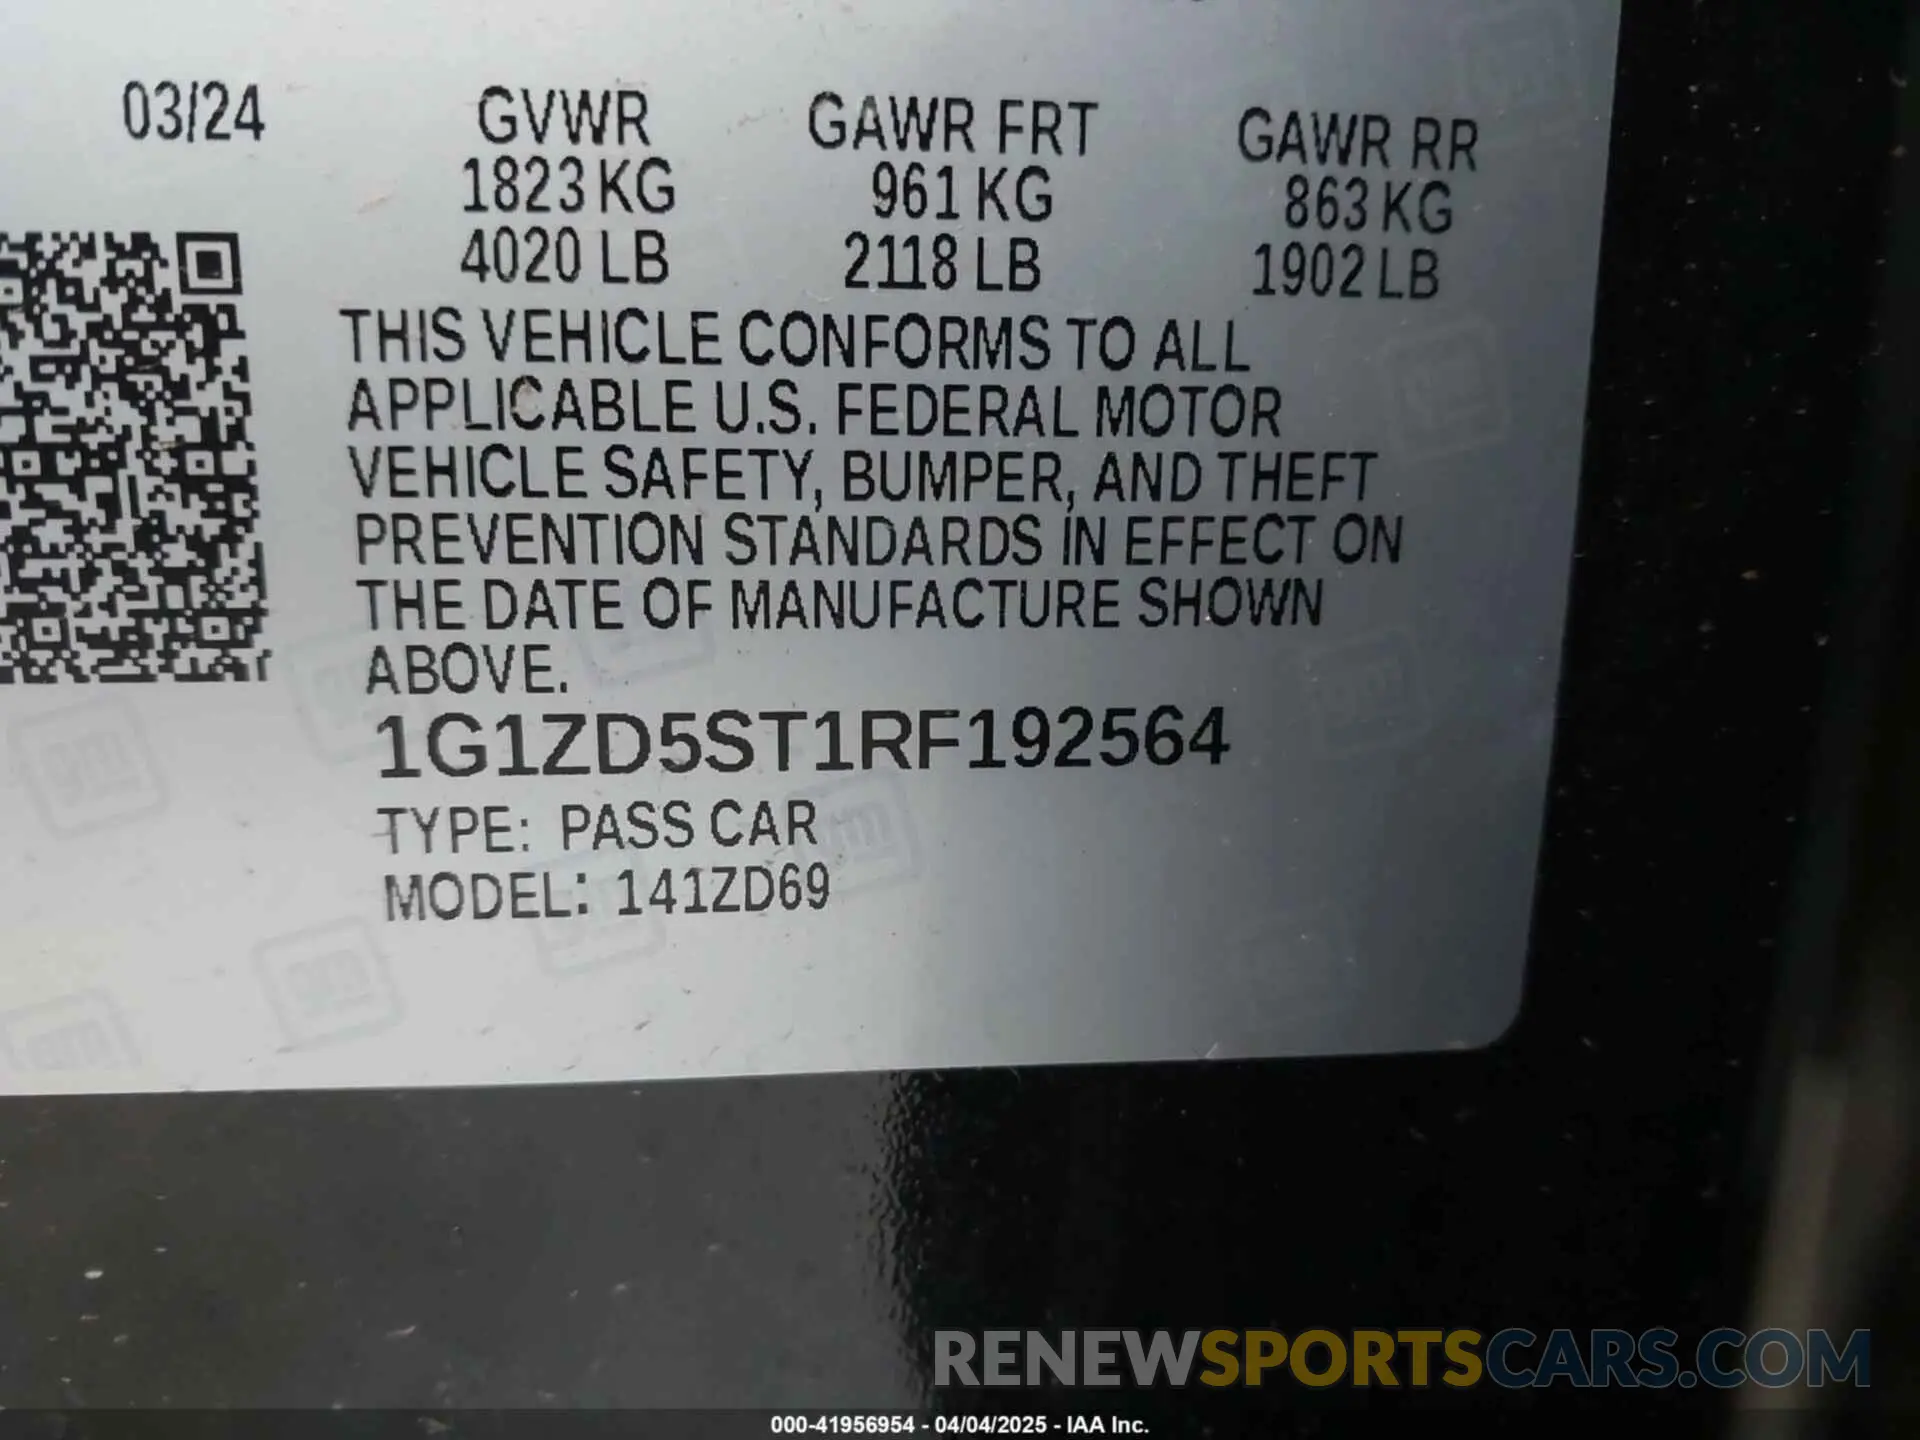 03/24 GVWR GAWR FRT GAWR RR
1823 KG 961 KG 863 KG
4020 LB 2118 LB 1902 LB
THIS VEHICLE CONFORMS TO ALL
APPLICABLE U.S. FEDERAL MOTOR
VEHICLE SAFETY, BUMPER, AND THEFT
PREVENTION STANDARDS IN EFFECT ON
THE DATE OF MANUFACTURE SHOWN
ABOVE.
1G1ZD5ST1RF192564
TYPE: PASS CAR
MODEL: 141ZD69
RENEWSPORTSCARS.COM
000-41956954 - 04/04/2025 - IAA Inc.